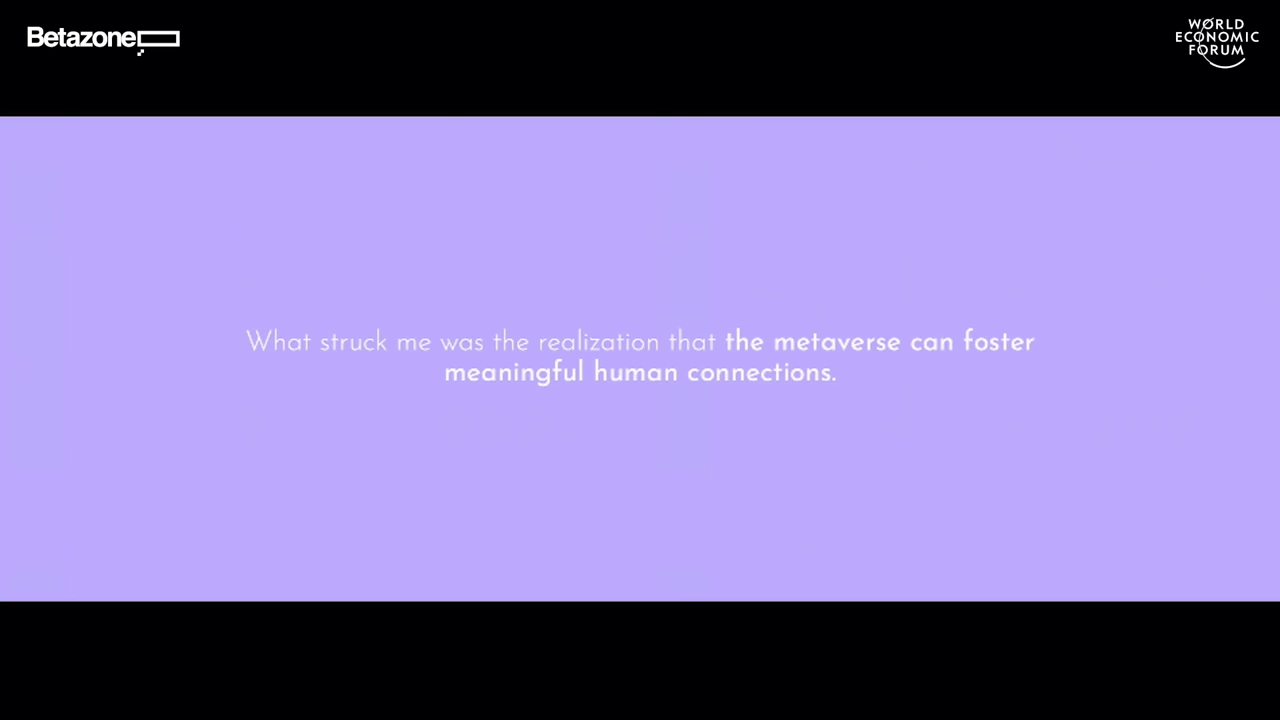 Betazone
WORLD
ECONOMIC
FORUM
What struck me was the realization that the metaverse can foster
meaningful human connections.